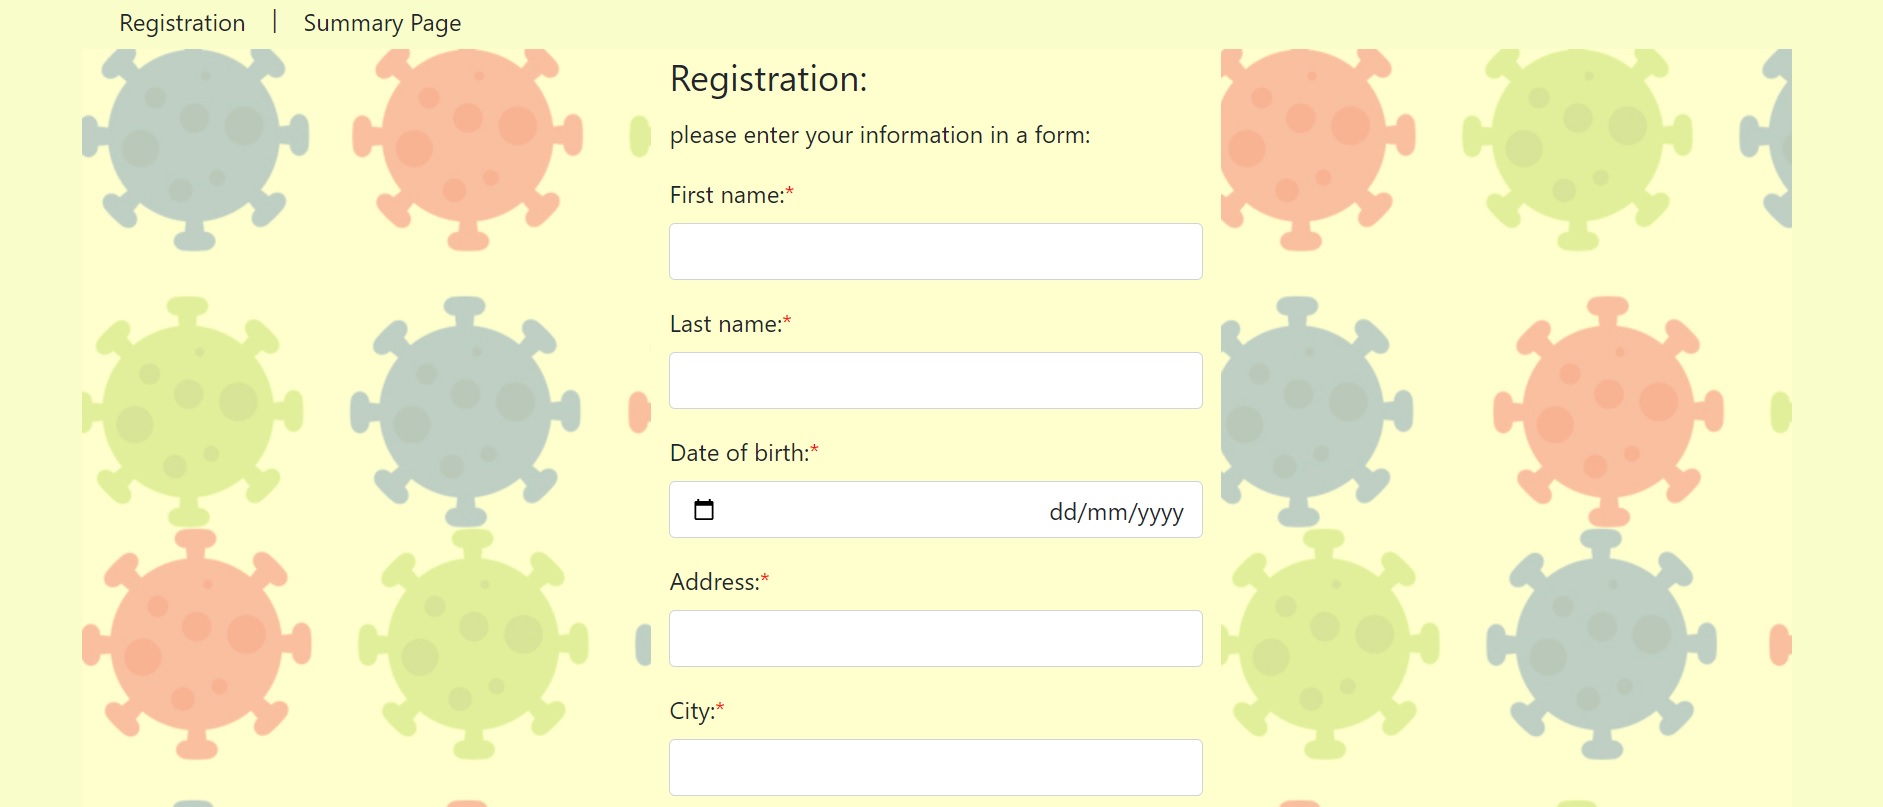 Registration | Summary Page
Registration:
please enter your information in a form:
First name:*
Last name:*
Date of birth:*
dd/mm/yyyy
Address:*
City:*